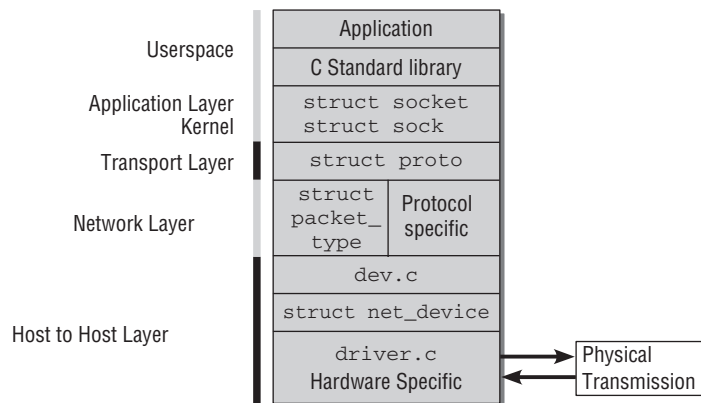 Userspace
Application
C Standard library
Application Layer
Kernel
struct socket
struct sock
Transport Layer
struct proto
Network Layer
struct
packet_
type
Protocol
specific
Host to Host Layer
dev.c
struct net_device
driver.c
Hardware Specific
Physical
Transmission